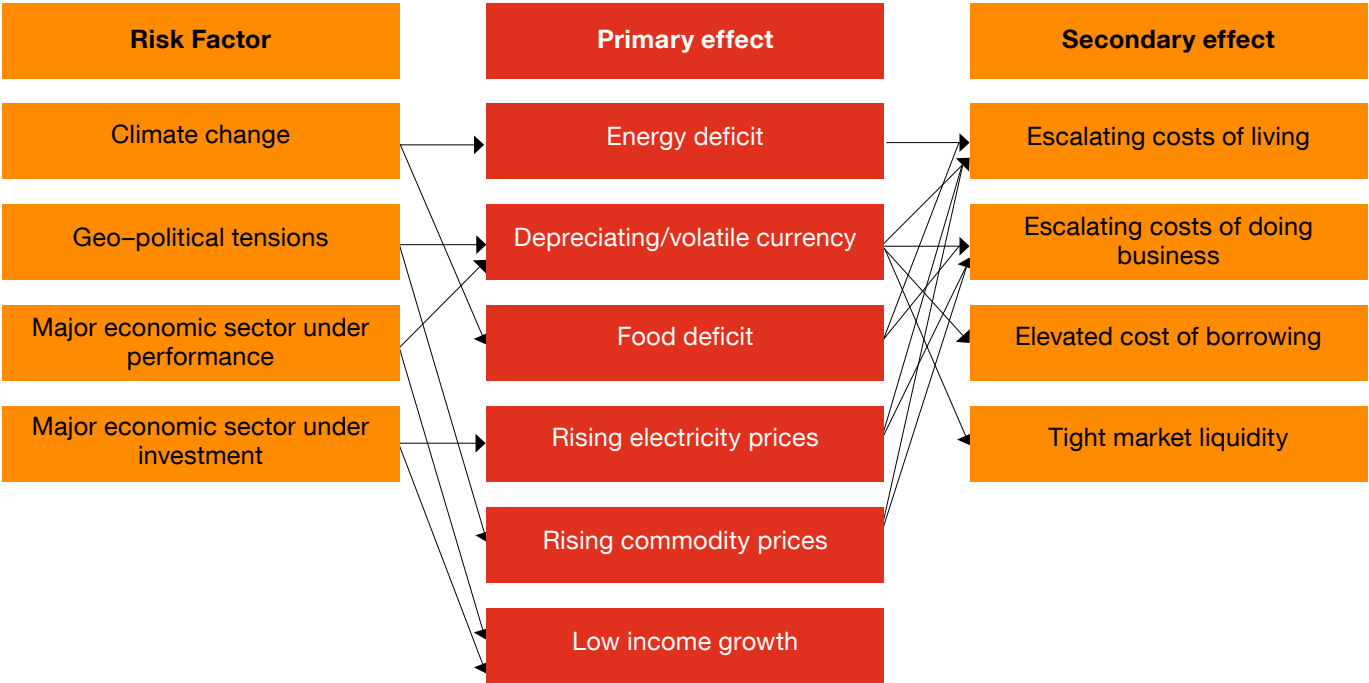 Risk Factor
Primary effect
Secondary effect
Climate change
Energy deficit
Escalating costs of living
Geo–political tensions
Depreciating/volatile currency
Escalating costs of doing
business
Major economic sector under
performance
Food deficit
Elevated cost of borrowing
Major economic sector under
investment
Rising electricity prices
Tight market liquidity
Rising commodity prices
Low income growth